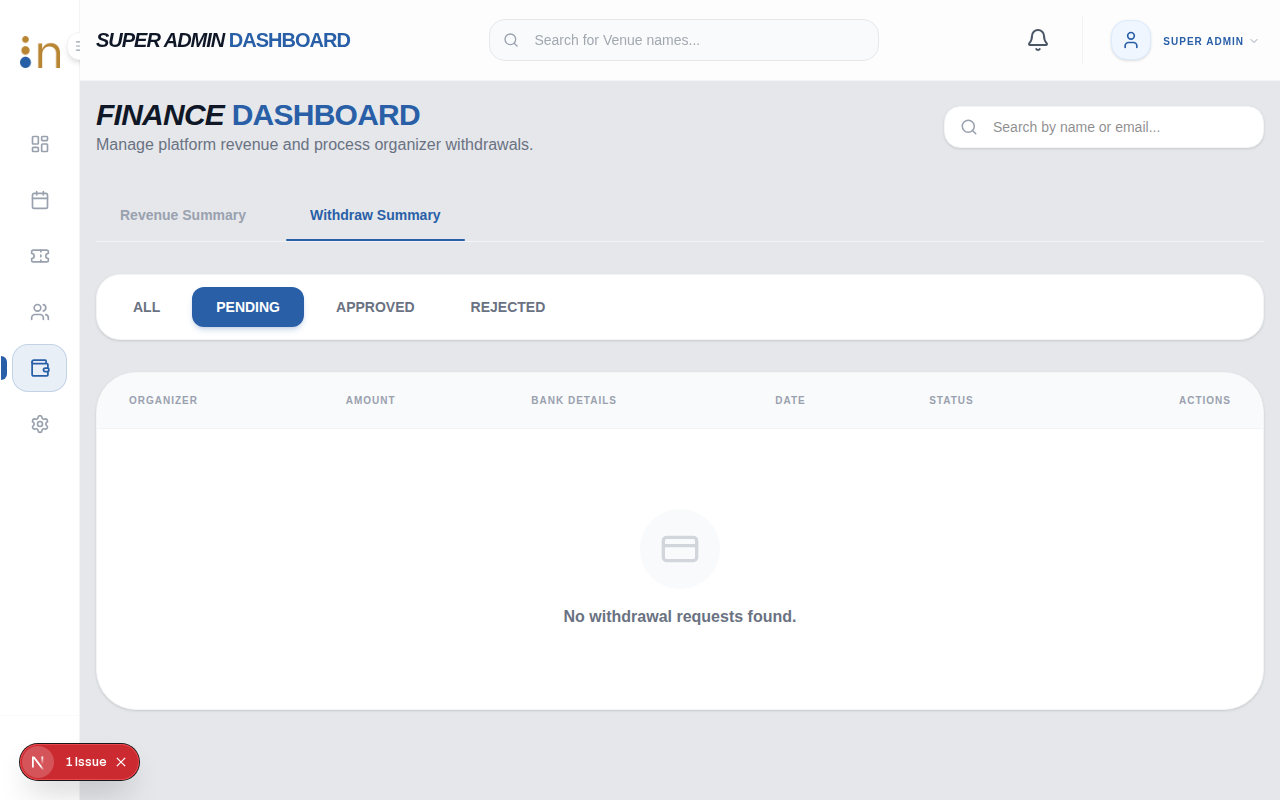 in
SUPER ADMIN DASHBOARD
Search for Venue names...
SUPER ADMIN
FINANCE DASHBOARD
Manage platform revenue and process organizer withdrawals.
Search by name or email...
Revenue Summary
Withdraw Summary
ALL
PENDING
APPROVED
REJECTED
ORGANIZER
AMOUNT
BANK DETAILS
DATE
STATUS
ACTIONS
No withdrawal requests found.
N
1 Issue